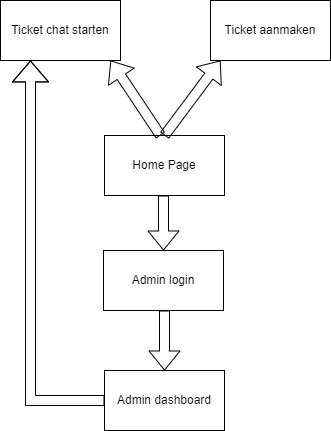 Ticket chat starten
Ticket aanmaken
Home Page
Admin login
Admin dashboard